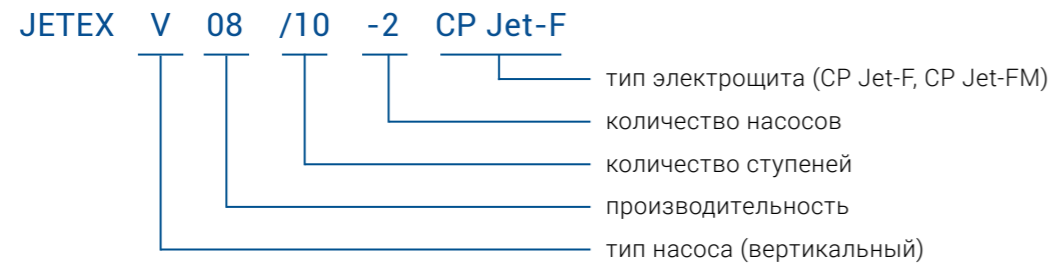 JETEX V 08 /10 -2 CP Jet-F
тип электрощита (CP Jet-F, CP Jet-FM)
количество насосов
количество ступеней
производительность
тип насоса (вертикальный)